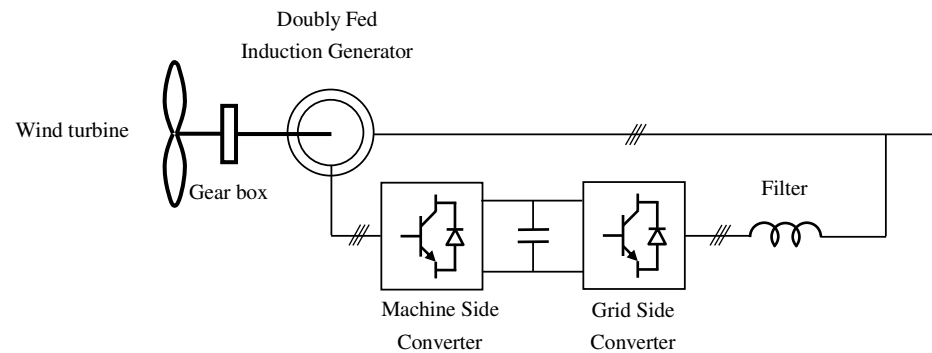 Doubly Fed
Induction Generator
Wind turbine
Gear box
Filter
Machine Side
Converter
Grid Side
Converter